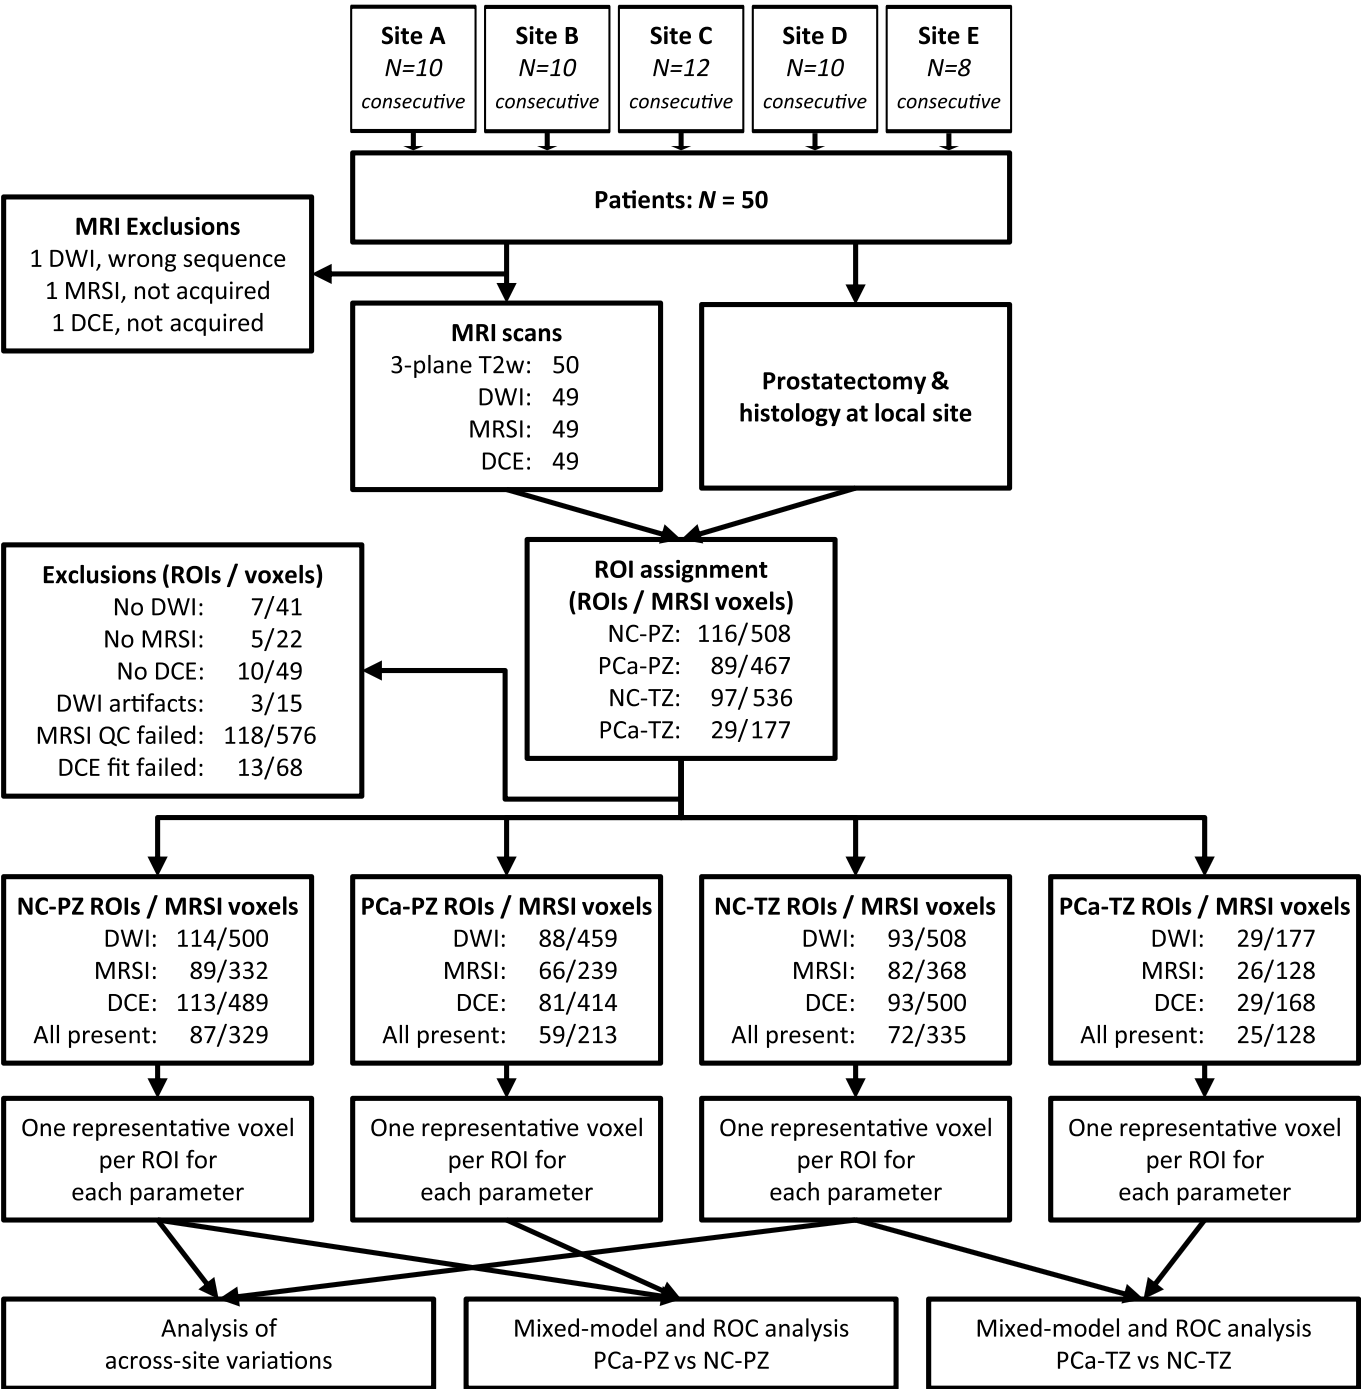 Site A
N=10
consecutive
Site B
N=10
consecutive
Site C
N=12
consecutive
Site D
N=10
consecutive
Site E
N=8
consecutive
Patients: N = 50
MRI Exclusions
1 DWI, wrong sequence
1 MRSI, not acquired
1 DCE, not acquired
MRI scans
3-plane T2w: 50
DWI: 49
MRSI: 49
DCE: 49
Prostatectomy &
histology at local site
Exclusions (ROIs / voxels)
No DWI: 7/41
No MRSI: 5/22
No DCE: 10/49
DWI artifacts: 3/15
MRSI QC failed: 118/576
DCE fit failed: 13/68
ROI assignment
(ROIs / MRSI voxels)
NC-PZ: 116/508
PCa-PZ: 89/467
NC-TZ: 97/536
PCa-TZ: 29/177
NC-PZ ROIs / MRSI voxels
DWI: 114/500
MRSI: 89/332
DCE: 113/489
All present: 87/329
PCa-PZ ROIs / MRSI voxels
DWI: 88/459
MRSI: 66/239
DCE: 81/414
All present: 59/213
NC-TZ ROIs / MRSI voxels
DWI: 93/508
MRSI: 82/368
DCE: 93/500
All present: 72/335
PCa-TZ ROIs / MRSI voxels
DWI: 29/177
MRSI: 26/128
DCE: 29/168
All present: 25/128
One representative voxel
per ROI for
each parameter
One representative voxel
per ROI for
each parameter
One representative voxel
per ROI for
each parameter
One representative voxel
per ROI for
each parameter
Analysis of
across-site variations
Mixed-model and ROC analysis
PCa-PZ vs NC-PZ
Mixed-model and ROC analysis
PCa-TZ vs NC-TZ